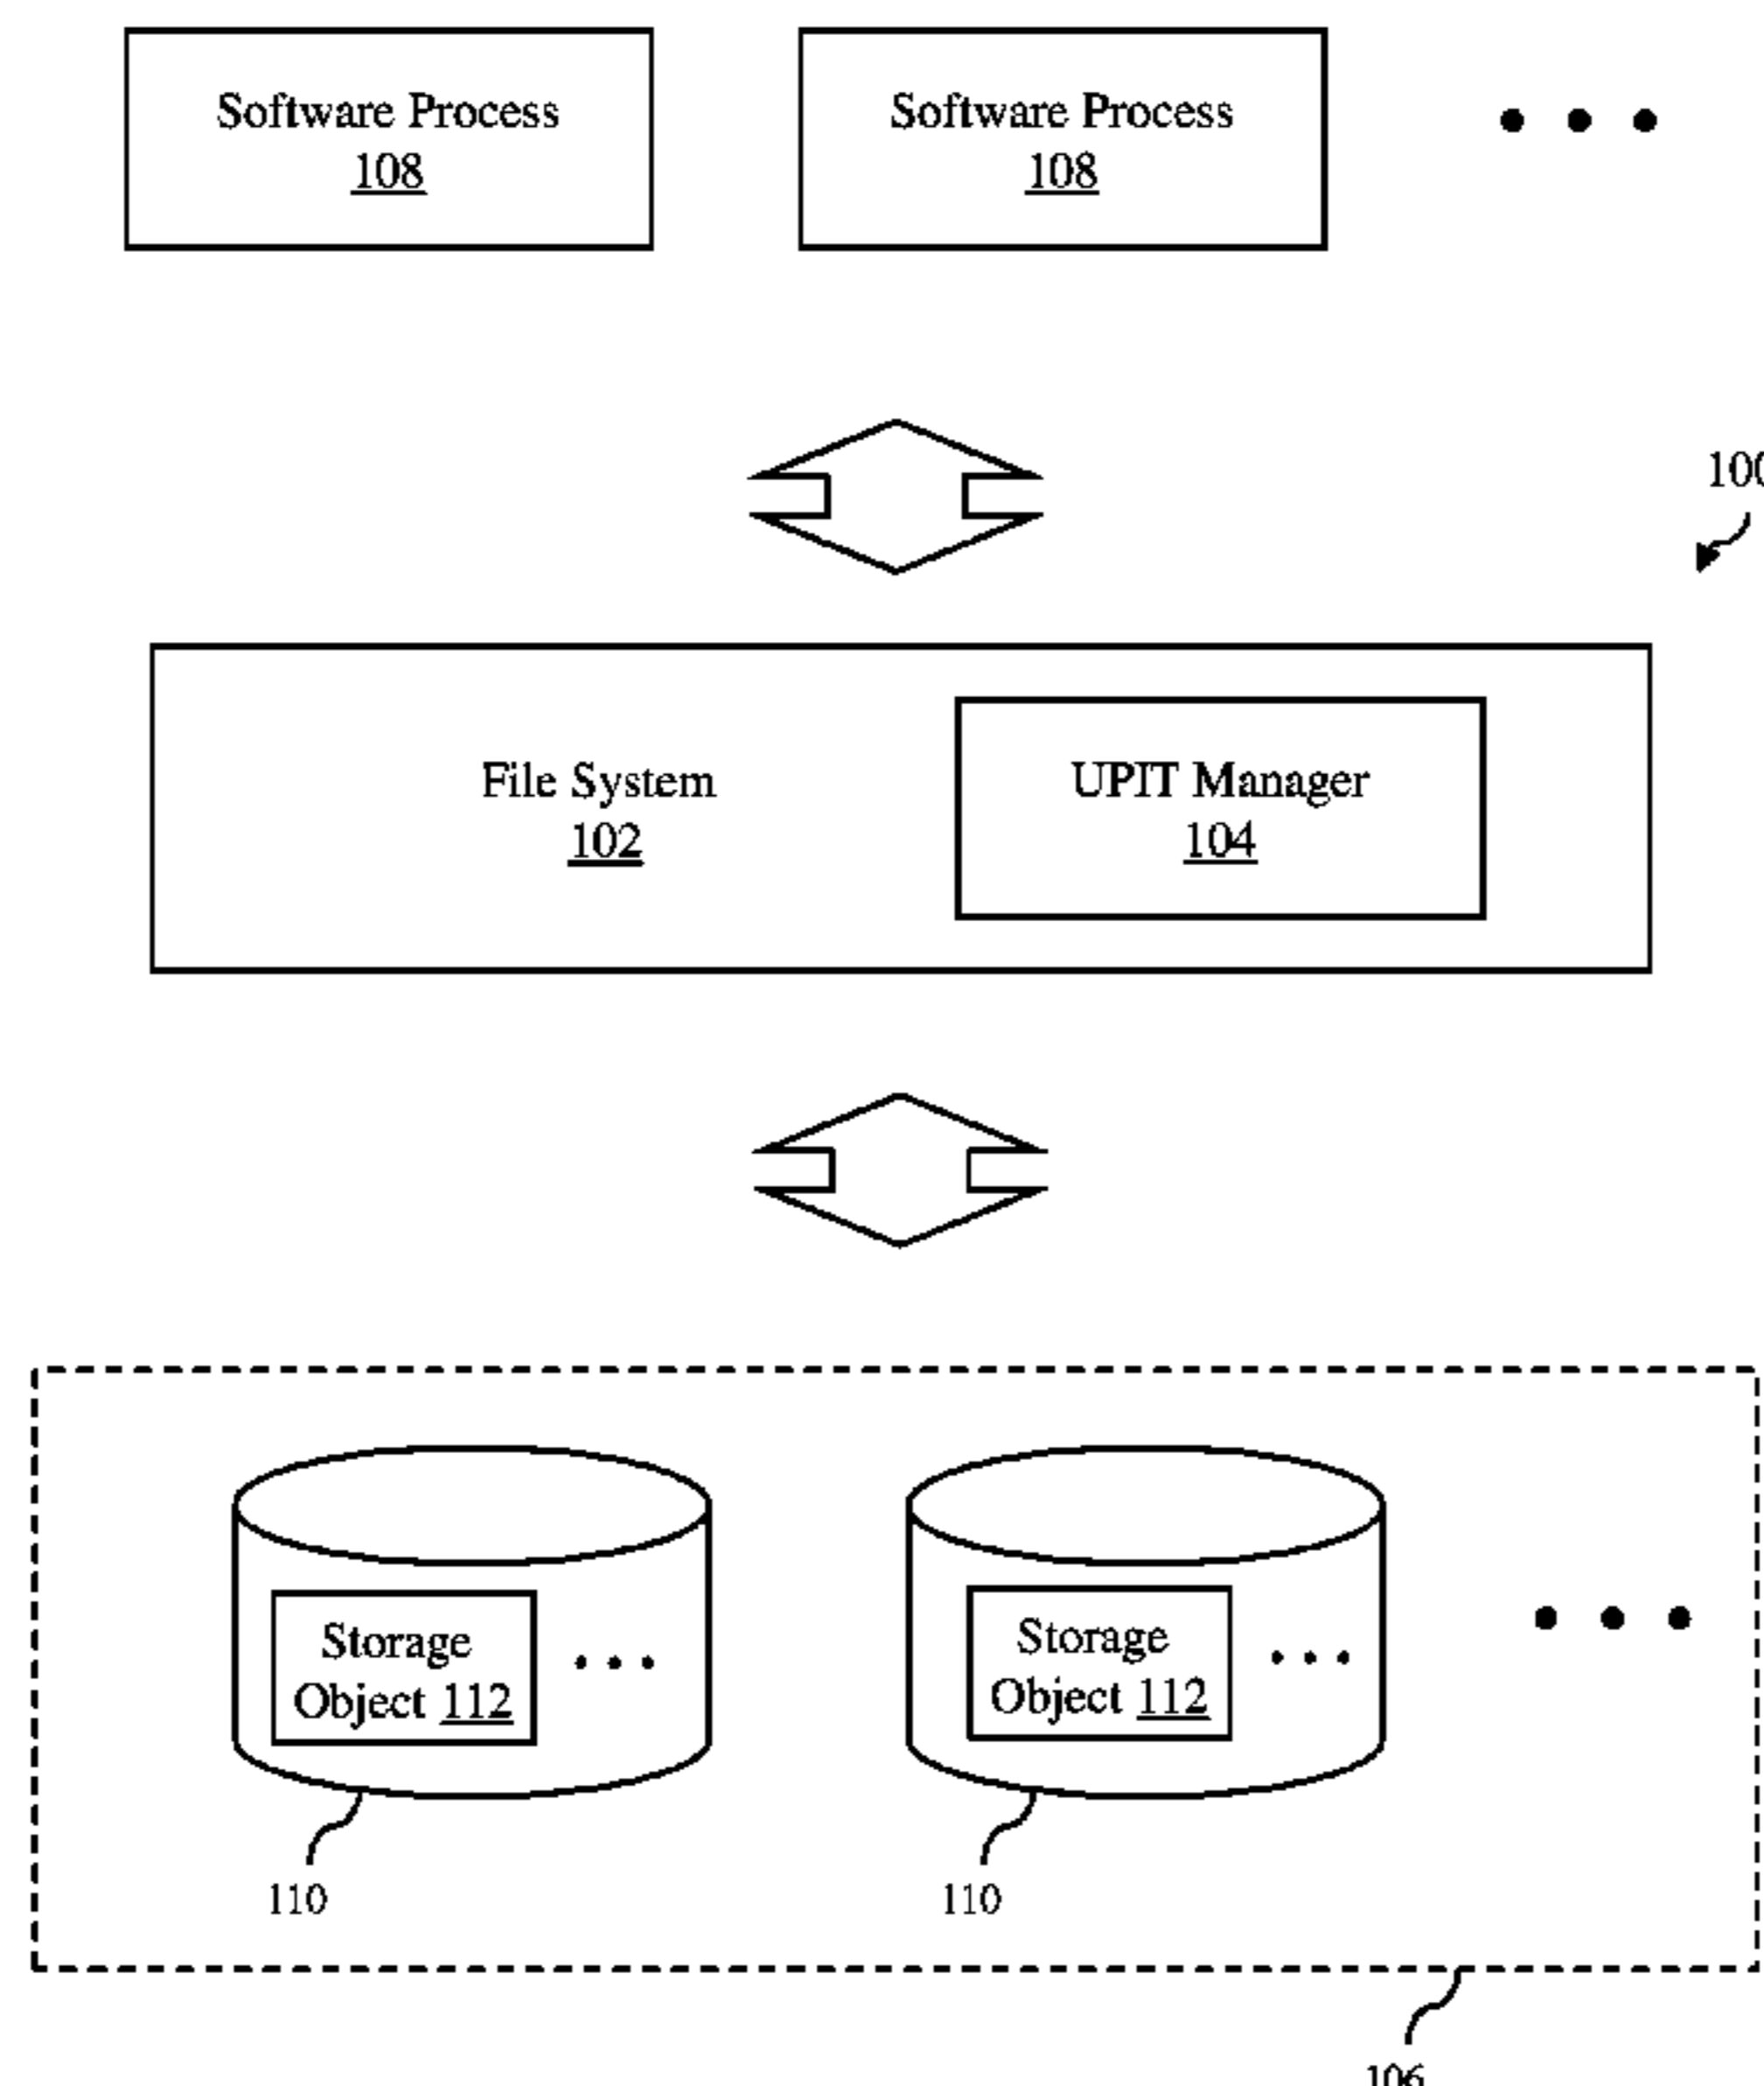 Software Process
108
Software Process
108
100
File System
102
UPIT Manager
104
Storage
Object 112
Storage
Object 112
110
110
106